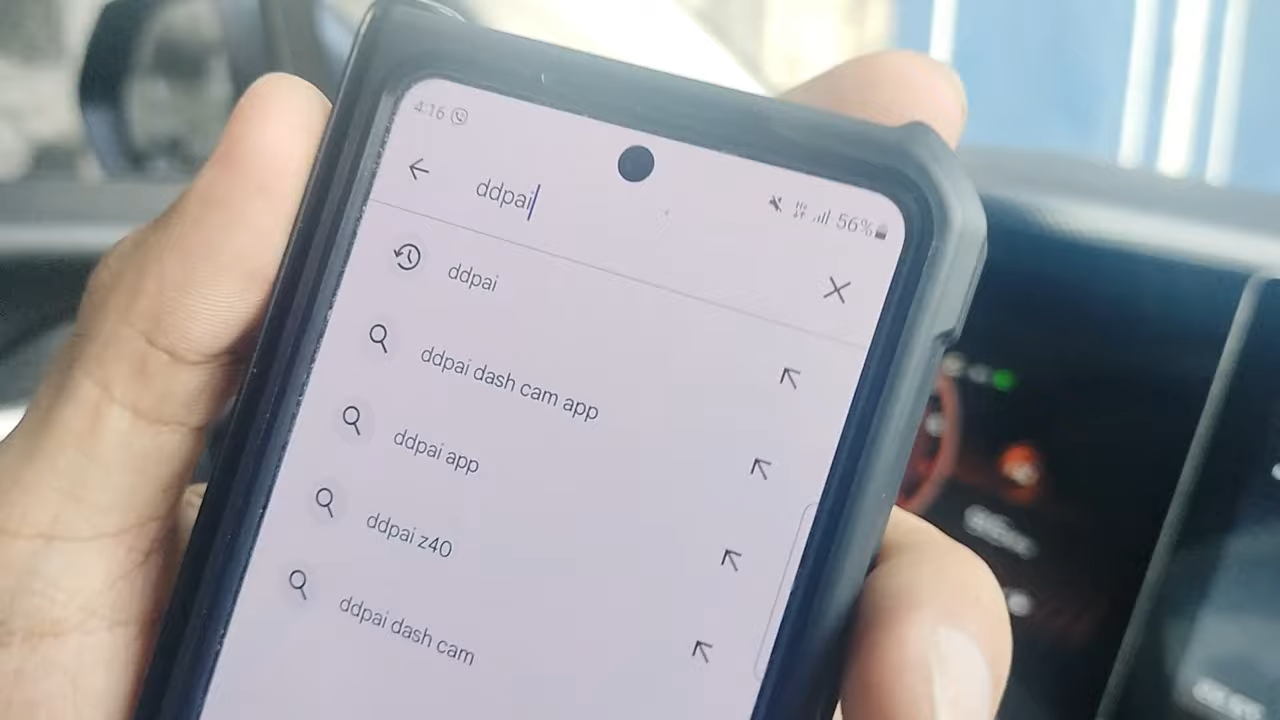 4:16
56%
ddpai
ddpai
ddpai dash cam app
ddpai app
ddpai z40
ddpai dash cam